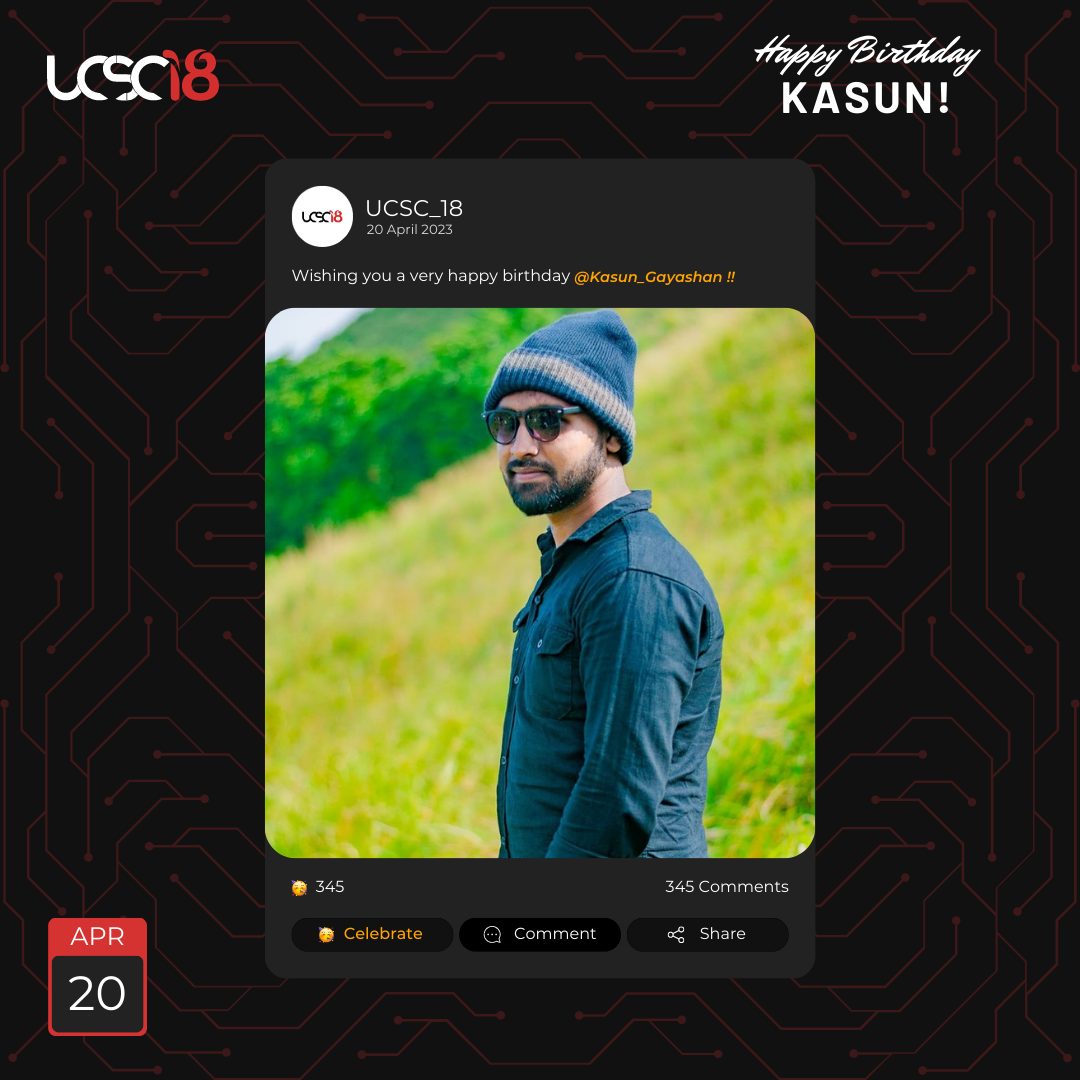 UCSC18
Happy Birthday
KASUN!
UCSC18
UCSC_18
20 April 2023
Wishing you a very happy birthday @Kasun_Gayashan !!
345
345 Comments
Celebrate
Comment
Share
APR
20